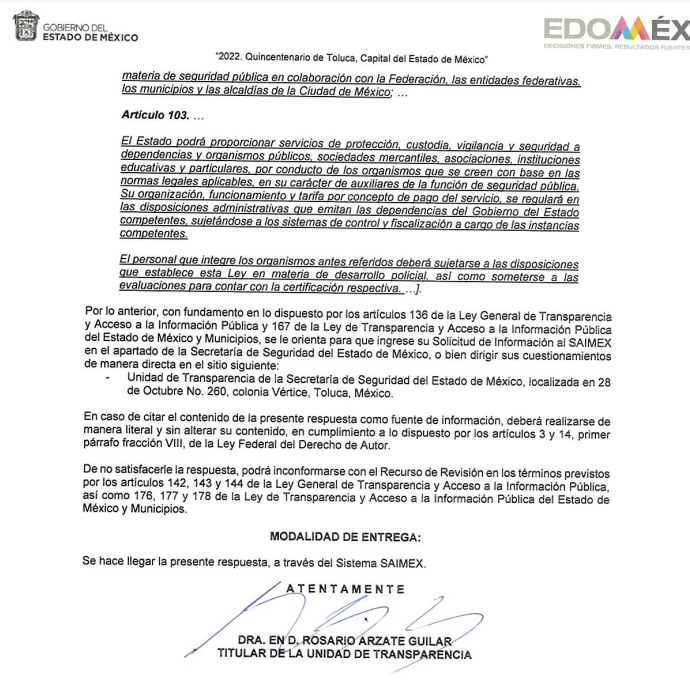 GOBIERNO DEL
ESTADO DE MÉXICO
EDOMÉX
DECISIONES FIRMES, RESULTADOS FUERTES
"2022. Quincentenario de Toluca, Capital del Estado de México"
materia de seguridad pública en colaboración con la Federación, las entidades federativas,
los municipios y las alcaldías de la Ciudad de México; …
Artículo 103. …
El Estado podrá proporcionar servicios de protección, custodia, vigilancia y seguridad a
dependencias y organismos públicos, sociedades mercantiles, asociaciones, instituciones
educativas y particulares, por conducto de los organismos que se creen con base en las
normas legales aplicables, en su carácter de auxiliares de la función de seguridad pública.
Su organización, funcionamiento y tarifa por concepto de pago del servicio, se regulará en
las disposiciones administrativas que emitan las dependencias del Gobierno del Estado
competentes, sujetándose a los sistemas de control y fiscalización a cargo de las instancias
competentes.
El personal que integre los organismos antes referidos deberá sujetarse a las disposiciones
que establece esta Ley en materia de desarrollo policial, así como someterse a las
evaluaciones para contar con la certificación respectiva. …].
Por lo anterior, con fundamento en lo dispuesto por los artículos 136 de la Ley General de Transparencia
y Acceso a la Información Pública y 167 de la Ley de Transparencia y Acceso a la Información Pública
del Estado de México y Municipios, se le orienta para que ingrese su Solicitud de Información al SAIMEX
en el apartado de la Secretaría de Seguridad del Estado de México, o bien dirigir sus cuestionamientos
de manera directa en el sitio siguiente:
- Unidad de Transparencia de la Secretaría de Seguridad del Estado de México, localizada en 28
de Octubre No. 260, colonia Vértice, Toluca, México.
En caso de citar el contenido de la presente respuesta como fuente de información, deberá realizarse de
manera literal y sin alterar su contenido, en cumplimiento a lo dispuesto por los artículos 3 y 14, primer
párrafo fracción VIII, de la Ley Federal del Derecho de Autor.
De no satisfacerle la respuesta, podrá inconformarse con el Recurso de Revisión en los términos previstos
por los artículos 142, 143 y 144 de la Ley General de Transparencia y Acceso a la Información Pública,
así como 176, 177 y 178 de la Ley de Transparencia y Acceso a la Información Pública del Estado de
México y Municipios.
MODALIDAD DE ENTREGA:
Se hace llegar la presente respuesta, a través del Sistema SAIMEX.
A T E N T A M E N T E
DRA. EN D. ROSARIO ARZATE GUILAR
TITULAR DE LA UNIDAD DE TRANSPARENCIA